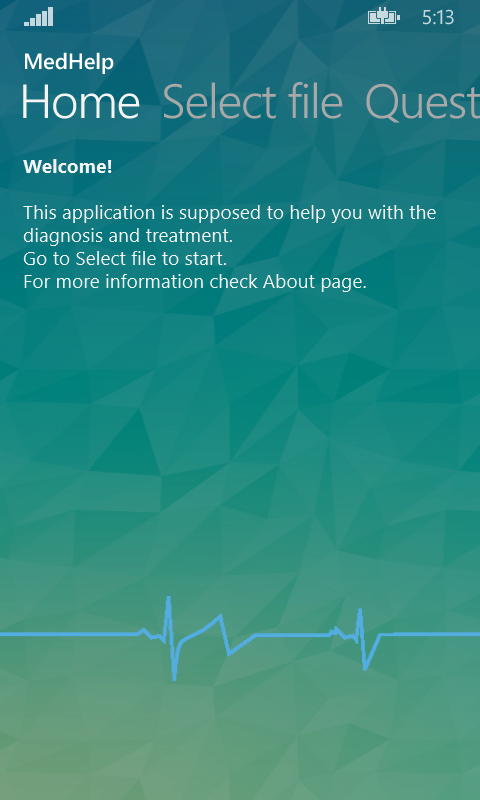 5:13
MedHelp
Home Select file Quest
Welcome!
This application is supposed to help you with the
diagnosis and treatment.
Go to Select file to start.
For more information check About page.